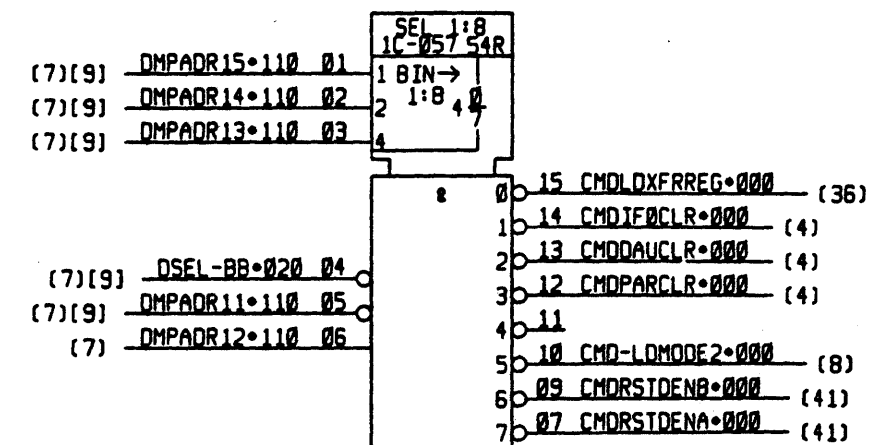 SEL 1:8
1C-057 S4R
(7)[9] DMPADR15•110 01 1 BIN→
(7)[9] DMPADR14•110 02 2 1:8 4 0/7
(7)[9] DMPADR13•110 03 4
&
0 15 CMDLDXFRREG•000 (36)
1 14 CMDIF0CLR•000 (4)
2 13 CMDDAUCLR•000 (4)
(7)[9] DSEL-BB•020 04
3 12 CMDPARCLR•000 (4)
(7)[9] DMPADR11•110 05
4 11
(7) DMPADR12•110 06
5 10 CMD-LDMODE2•000 (8)
6 09 CMDRSTDENB•000 (41)
7 07 CMDRSTDENA•000 (41)